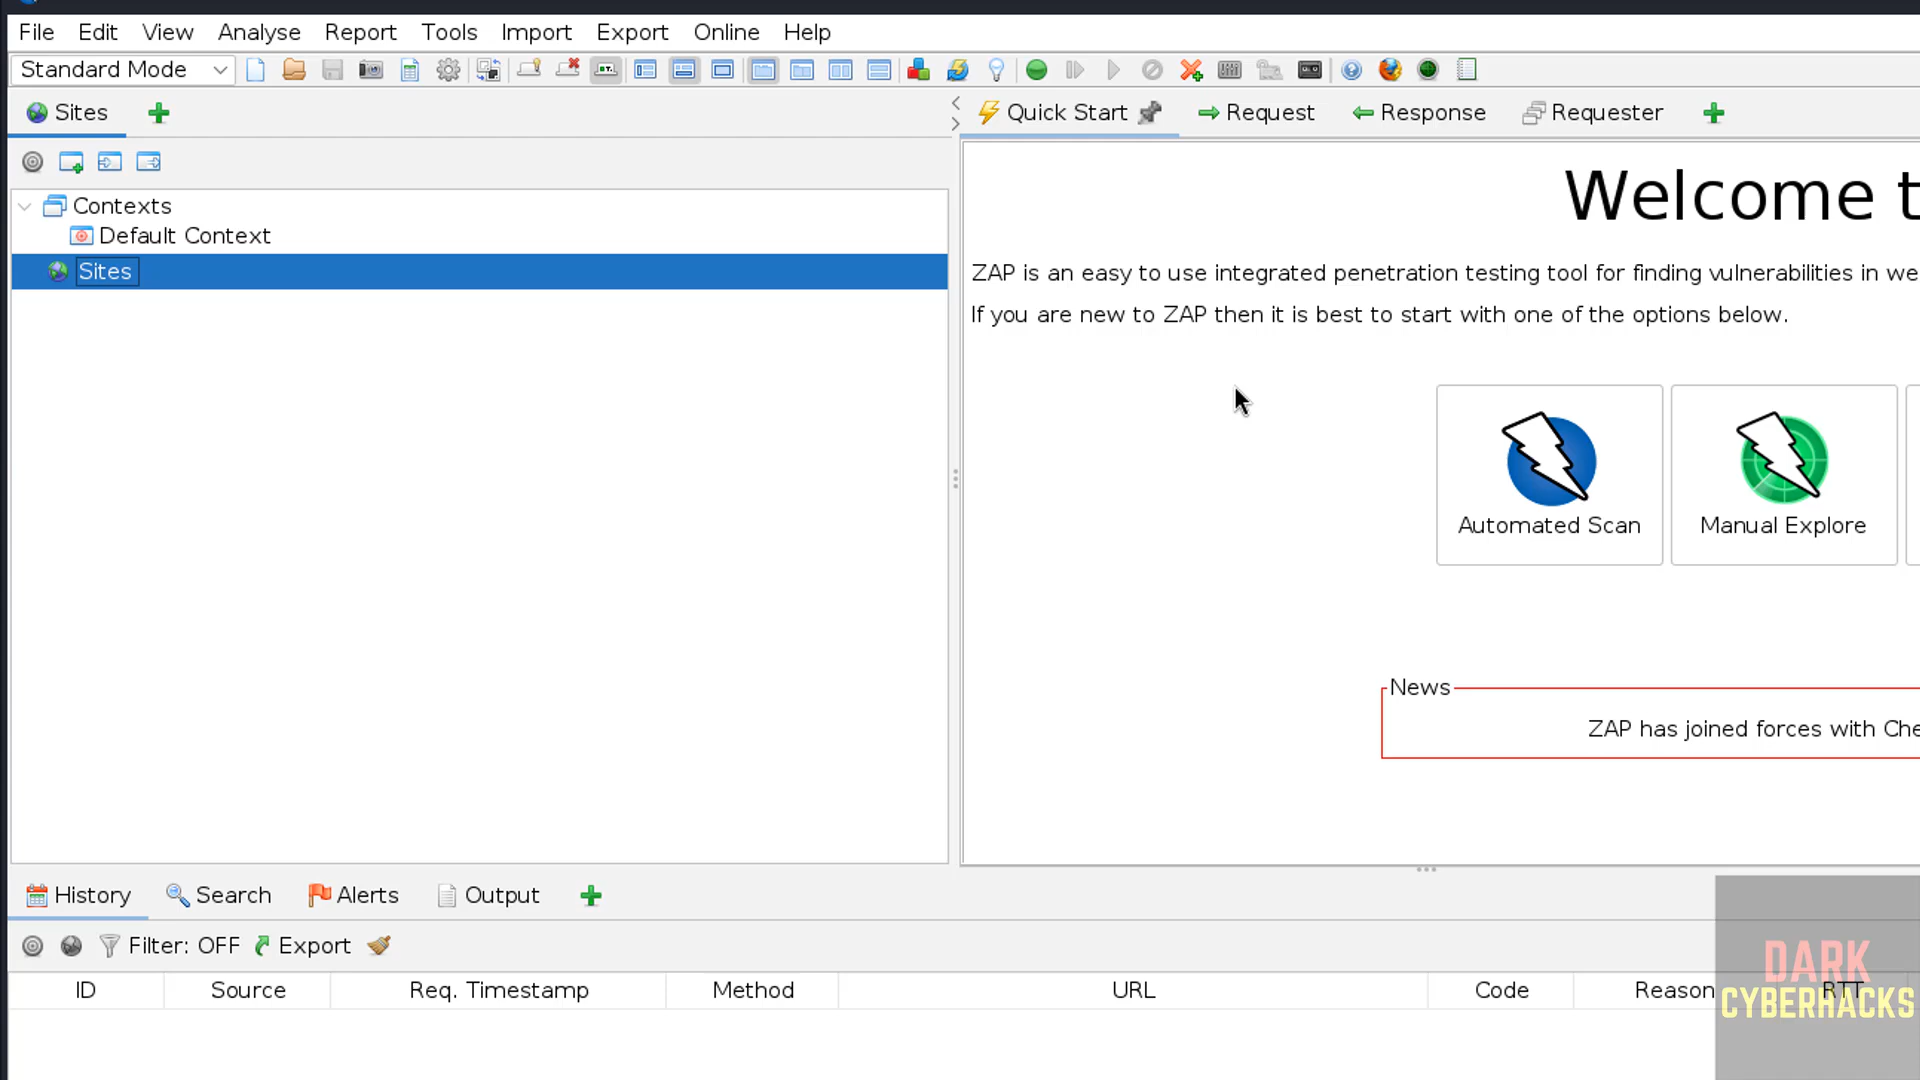 File Edit View Analyse Report Tools Import Export Online Help
Standard Mode
Sites
Quick Start Request Response Requester
Contexts
Default Context
Sites
Welcome t
ZAP is an easy to use integrated penetration testing tool for finding vulnerabilities in we
If you are new to ZAP then it is best to start with one of the options below.
Automated Scan Manual Explore
News
ZAP has joined forces with Che
History Search Alerts Output
Filter: OFF Export
ID Source Req. Timestamp Method URL Code Reason RTT
DARK
CYBERHACKS